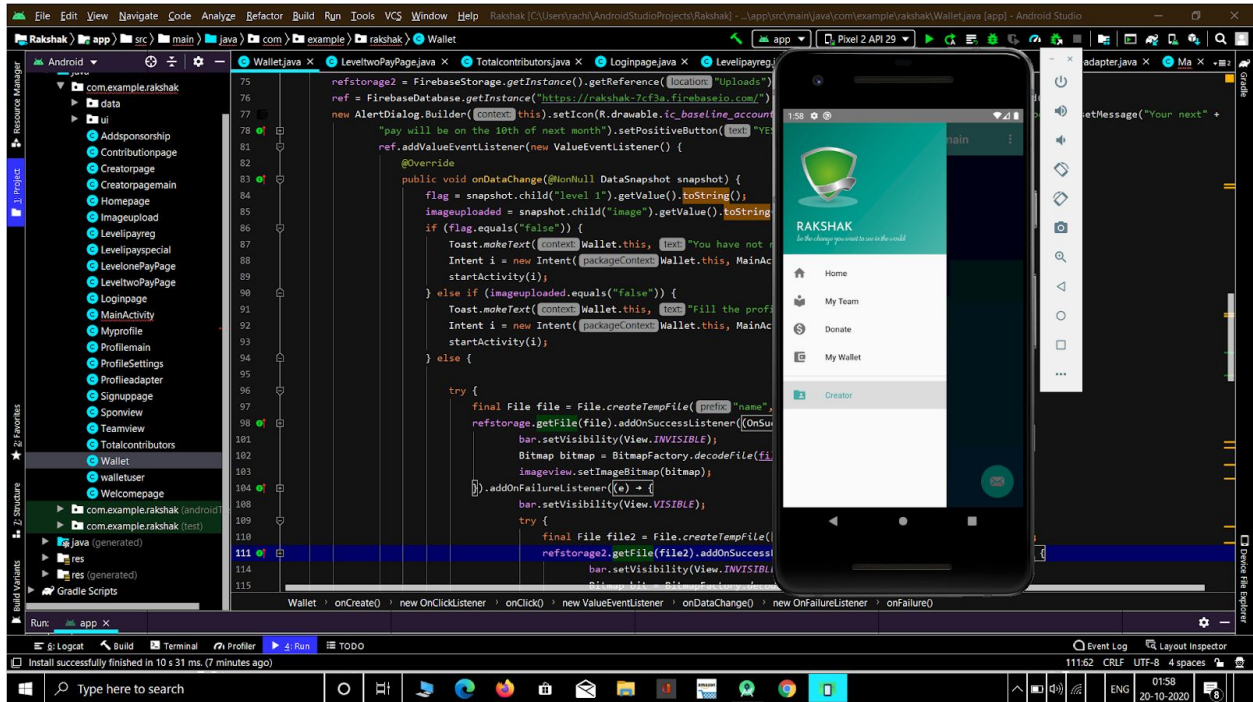 File Edit View Navigate Code Analyze Refactor Build Run Tools VCS Window Help Rakshak [C:\Users\rachi\AndroidStudioProjects\Rakshak] - ...\app\src\main\java\com\example\rakshak\Wallet.java [app] - Android Studio
Rakshak app src main java com example rakshak Wallet app Pixel 2 API 29
Android Wallet.java LeveltwoPayPage.java Totalcontributors.java Loginpage.java Levelipayreg.j adapter.java Ma
com.example.rakshak
data
ui
Addsponsorship
Contributionpage
Creatorpage
Creatorpagemain
Homepage
Imageupload
Levelipayreg
Levelipayspecial
LevelonePayPage
LeveltwoPayPage
Loginpage
MainActivity
Myprofile
Profilemain
ProfileSettings
Proflieadapter
Signuppage
Sponview
Teamview
Totalcontributors
Wallet
walletuser
Welcomepage
com.example.rakshak (androidT
com.example.rakshak (test)
java (generated)
res
res (generated)
Gradle Scripts
Resource Manager
1: Project
2: Favorites
Z: Structure
Build Variants
75 refstorage2 = FirebaseStorage.getInstance().getReference( location: "Uploads")
76 ref = FirebaseDatabase.getInstance("https://rakshak-7cf3a.firebaseio.com/")
77 new AlertDialog.Builder( context: this).setIcon(R.drawable.ic_baseline_account setMessage("Your next" +
78 "pay will be on the 10th of next month").setPositiveButton( text: "YE
81 ref.addValueEventListener(new ValueEventListener() {
82 @Override
83 public void onDataChange(@NonNull DataSnapshot snapshot) {
84 flag = snapshot.child("level 1").getValue().toString();
85 imageuploaded = snapshot.child("image").getValue().toString
86 if (flag.equals("false")) {
87 Toast.makeText( context: Wallet.this, text: "You have not
88 Intent i = new Intent( packageContext: Wallet.this, MainAc
89 startActivity(i);
90 } else if (imageuploaded.equals("false")) {
91 Toast.makeText( context: Wallet.this, text: "Fill the profi
92 Intent i = new Intent( packageContext: Wallet.this, MainAc
93 startActivity(i);
94 } else {
95
96 try {
97 final File file = File.createTempFile( prefix: "name",
98 refstorage.getFile(file).addOnSuccessListener((OnSu
101 bar.setVisibility(View.INVISIBLE);
102 Bitmap bitmap = BitmapFactory.decodeFile(fi
103 imageview.setImageBitmap(bitmap);
104 }).addOnFailureListener((e) → {
108 bar.setVisibility(View.VISIBLE);
109 try {
110 final File file2 = File.createTempFile(
111 refstorage2.getFile(file2).addOnSuccess {
114 bar.setVisibility(View.INVISIBL
115 Bitmap bit = BitmapFactory.deco
Wallet › onCreate() › new OnClickListener › onClick() › new ValueEventListener › onDataChange() › new OnFailureListener › onFailure()
1:58
main
RAKSHAK
be the change you want to see in the world
Home
My Team
Donate
My Wallet
Creator
Gradle
Device File Explorer
Run: app
6: Logcat Build Terminal Profiler 4: Run TODO Event Log Layout Inspector
Install successfully finished in 10 s 31 ms. (7 minutes ago) 111:62 CRLF UTF-8 4 spaces
Type here to search amazon ENG 01:58
20-10-2020 8